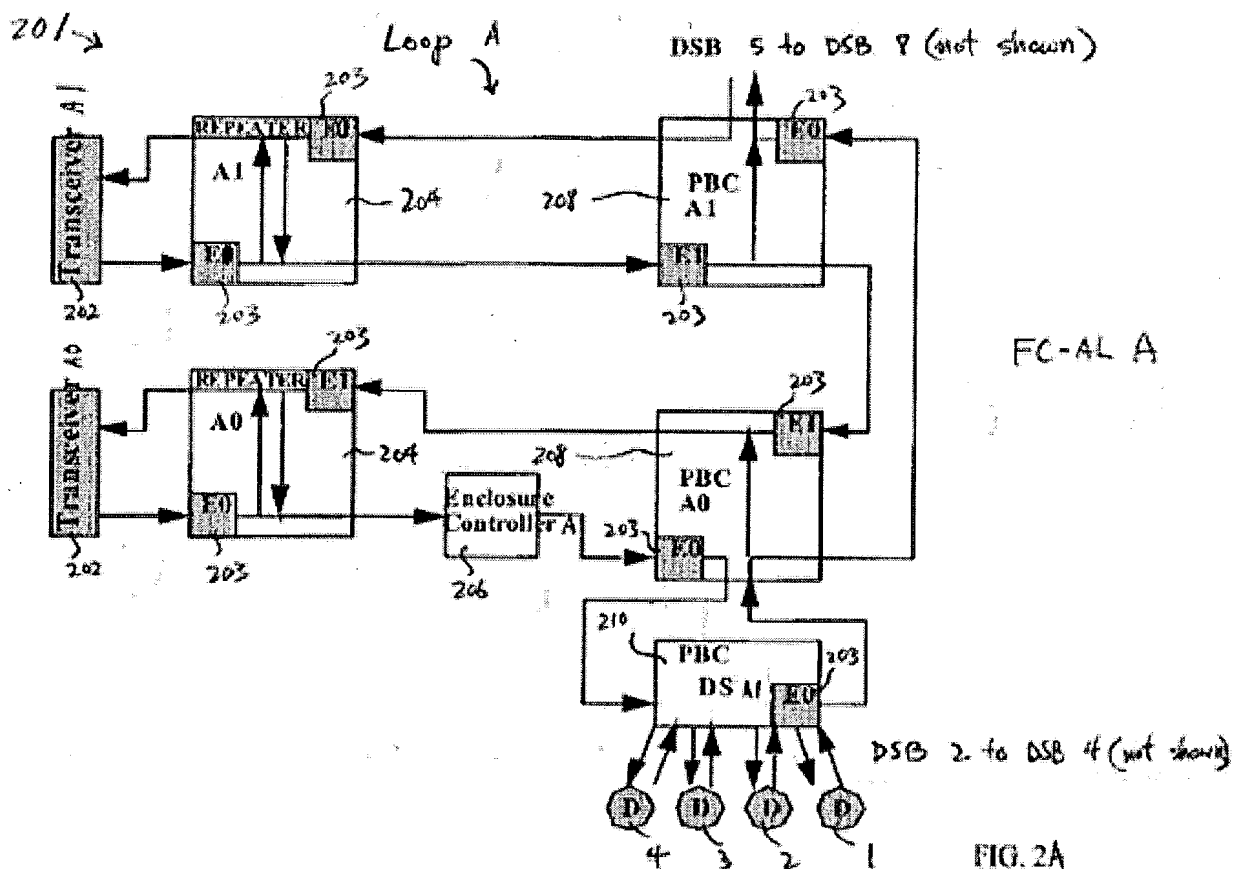 201
Loop A
DSB 5 to DSB 8 (not shown)
Transceiver A1
202
REPEATER
E0
203
A1
204
E0
203
203
E0
PBC
A1
208
E1
203
FC-AL A
Transceiver A0
202
REPEATER
E1
203
A0
204
E0
203
Enclosure
Controller A
206
203
E1
208
PBC
A0
203
E0
210
PBC
DS A1
E0
203
DSB 2 to DSB 4 (not shown)
D D D D
4 3 2 1
FIG. 2A